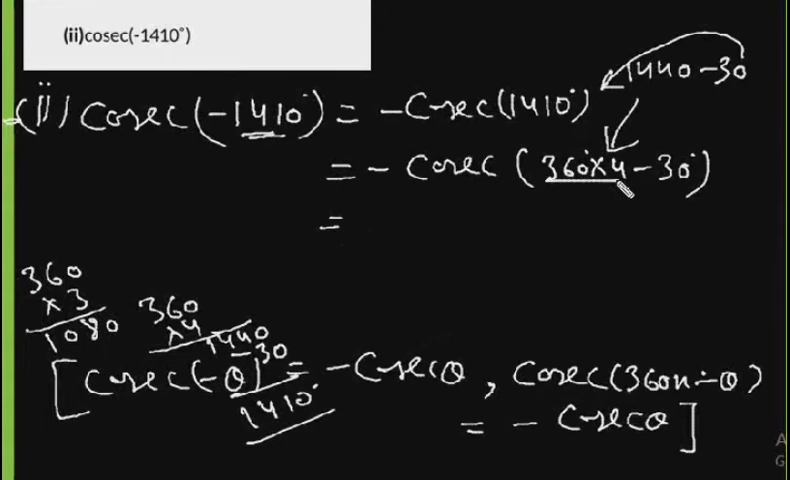 (ii)cosec(-1410°)
1440-30
(ii) Cosec(-1410°) = -Cosec(1410°)
= - Cosec (360°×4-30°)
=
360
×3
1080
360
×4
1440
-30
1410°
[Cosec(-θ) = -Cosecθ, Cosec(360n-θ)
= - Cosecθ]
A
G